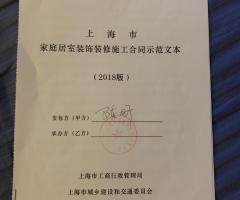 上海市
家庭居室装饰装修施工合同示范文本
（2018版）
发包方（甲方）：
承办方（乙方）：
上海市工商行政管理局
上海市城乡建设和交通委员会